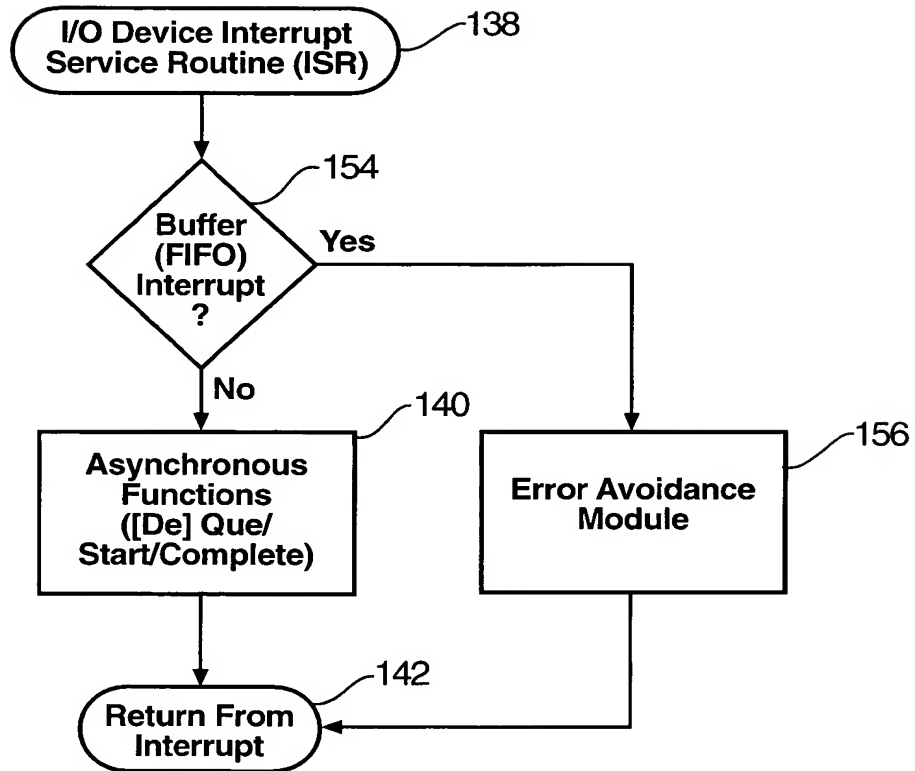 I/O Device Interrupt
Service Routine (ISR)
138
154
Buffer
(FIFO)
Interrupt
?
Yes
No
140
Asynchronous
Functions
([De] Que/
Start/Complete)
156
Error Avoidance
Module
142
Return From
Interrupt